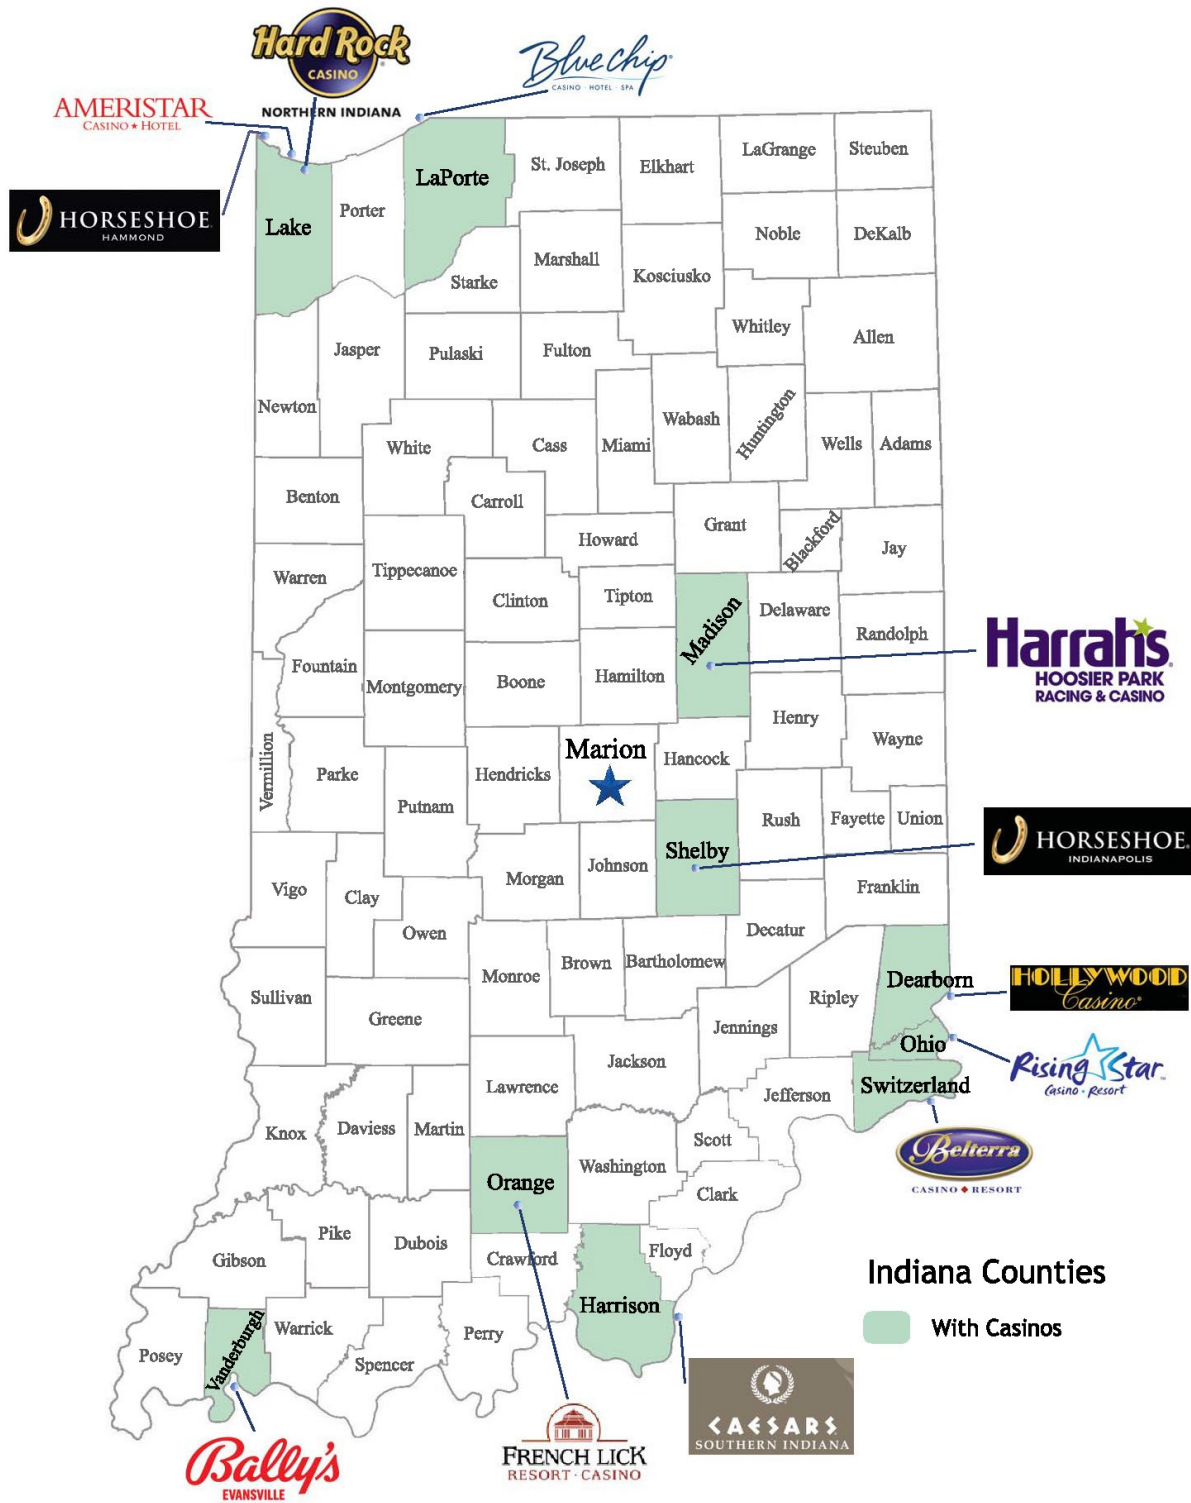 Hard Rock
CASINO
NORTHERN INDIANA
Blue Chip
CASINO · HOTEL · SPA
AMERISTAR
CASINO ★ HOTEL
HORSESHOE
HAMMOND
LaGrange
Steuben
St. Joseph
Elkhart
LaPorte
Porter
Lake
Noble
DeKalb
Marshall
Kosciusko
Starke
Whitley
Allen
Jasper
Pulaski
Fulton
Newton
Wabash
Huntington
White
Cass
Miami
Wells
Adams
Benton
Carroll
Grant
Blackford
Howard
Jay
Warren
Tippecanoe
Clinton
Tipton
Madison
Delaware
Randolph
Harrah's
HOOSIER PARK
RACING & CASINO
Fountain
Montgomery
Boone
Hamilton
Henry
Wayne
Vermillion
Parke
Putnam
Hendricks
Marion
Hancock
Rush
Fayette
Union
Shelby
HORSESHOE
INDIANAPOLIS
Vigo
Clay
Morgan
Johnson
Franklin
Owen
Decatur
Monroe
Brown
Bartholomew
Dearborn
HOLLYWOOD
Casino
Sullivan
Greene
Ripley
Jennings
Ohio
Jackson
Rising Star
Casino · Resort
Lawrence
Switzerland
Jefferson
Knox
Daviess
Martin
Scott
Belterra
CASINO ♦ RESORT
Washington
Orange
Clark
Pike
Dubois
Gibson
Crawford
Floyd
Indiana Counties
With Casinos
Harrison
Vanderburgh
Warrick
Posey
Perry
Spencer
CAESARS
SOUTHERN INDIANA
Bally's
EVANSVILLE
FRENCH LICK
RESORT · CASINO